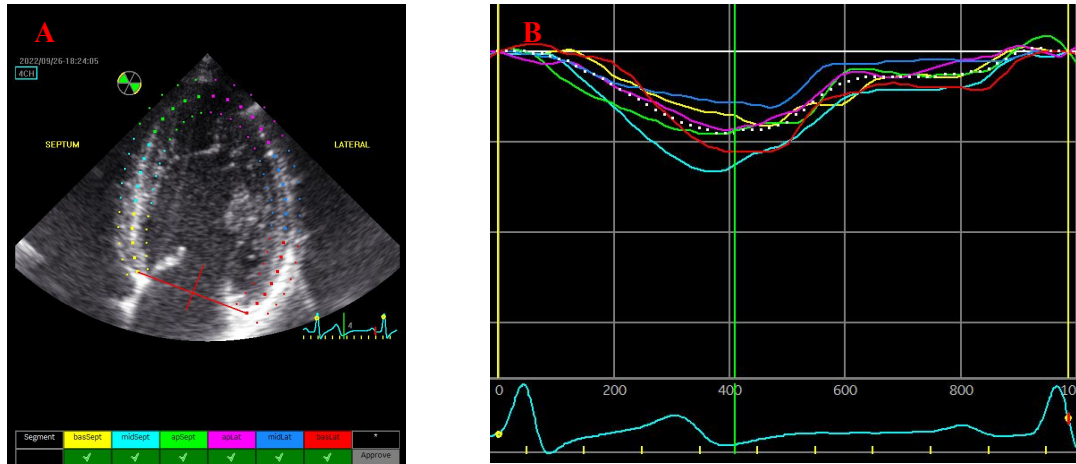 A
2022/09/26-18:24:05
4CH
SEPTUM
LATERAL
4
Segment basSept midSept apSept apLat midLat basLat *
Approve
B
0 200 400 600 800 10